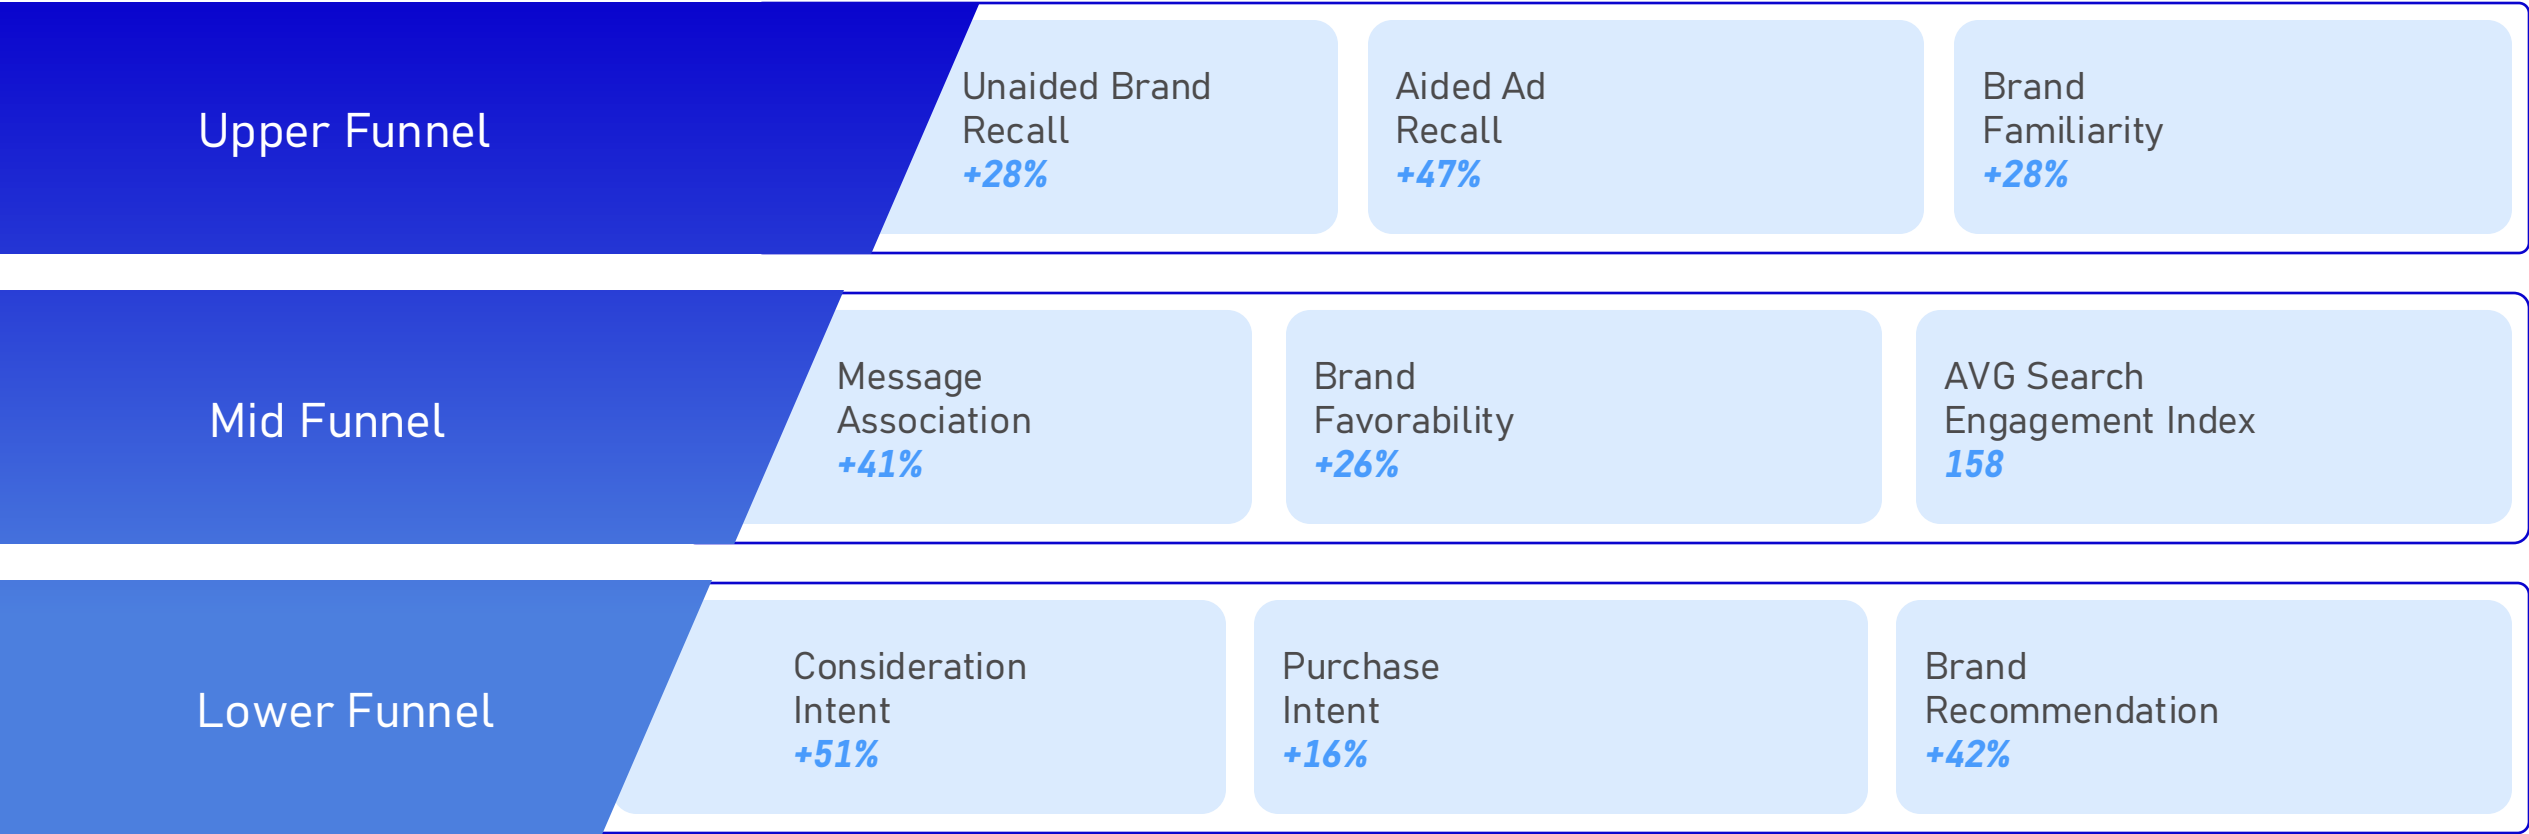 Upper Funnel
Unaided Brand
Recall
+28%
Aided Ad
Recall
+47%
Brand
Familiarity
+28%
Mid Funnel
Message
Association
+41%
Brand
Favorability
+26%
AVG Search
Engagement Index
158
Lower Funnel
Consideration
Intent
+51%
Purchase
Intent
+16%
Brand
Recommendation
+42%